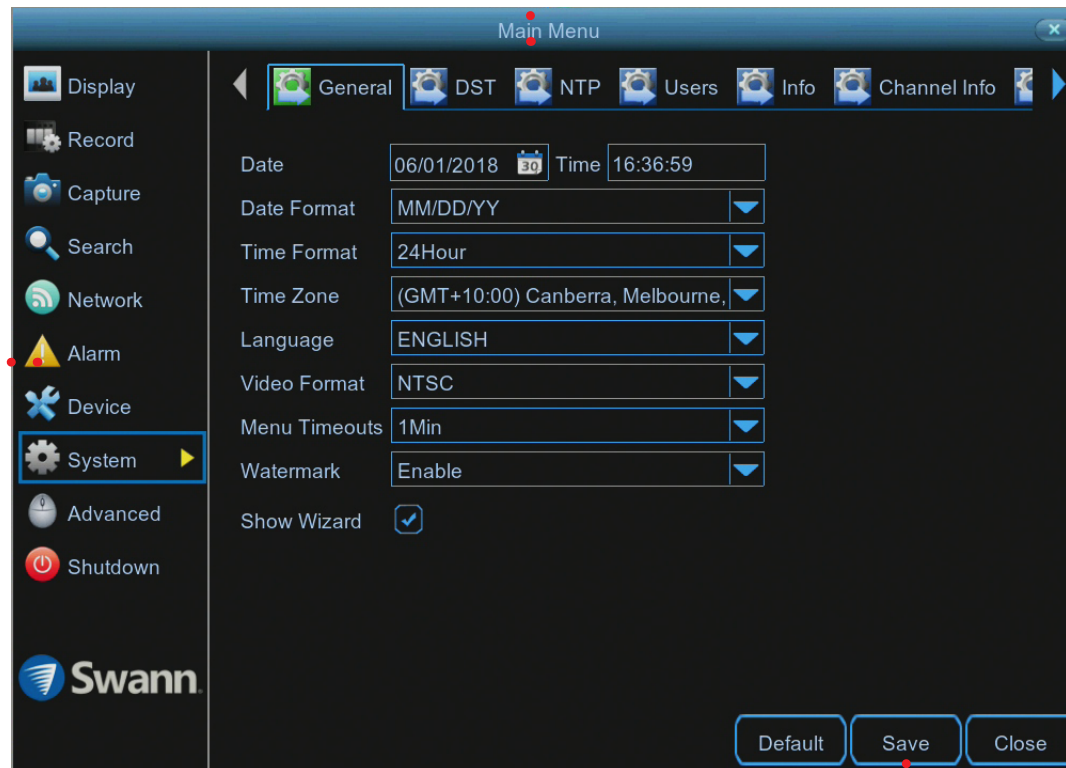 Main Menu
Display
Record
Capture
Search
Network
Alarm
Device
System
Advanced
Shutdown
Swann
General DST NTP Users Info Channel Info
Date 06/01/2018 30 Time 16:36:59
Date Format MM/DD/YY
Time Format 24Hour
Time Zone (GMT+10:00) Canberra, Melbourne,
Language ENGLISH
Video Format NTSC
Menu Timeouts 1Min
Watermark Enable
Show Wizard
Default Save Close